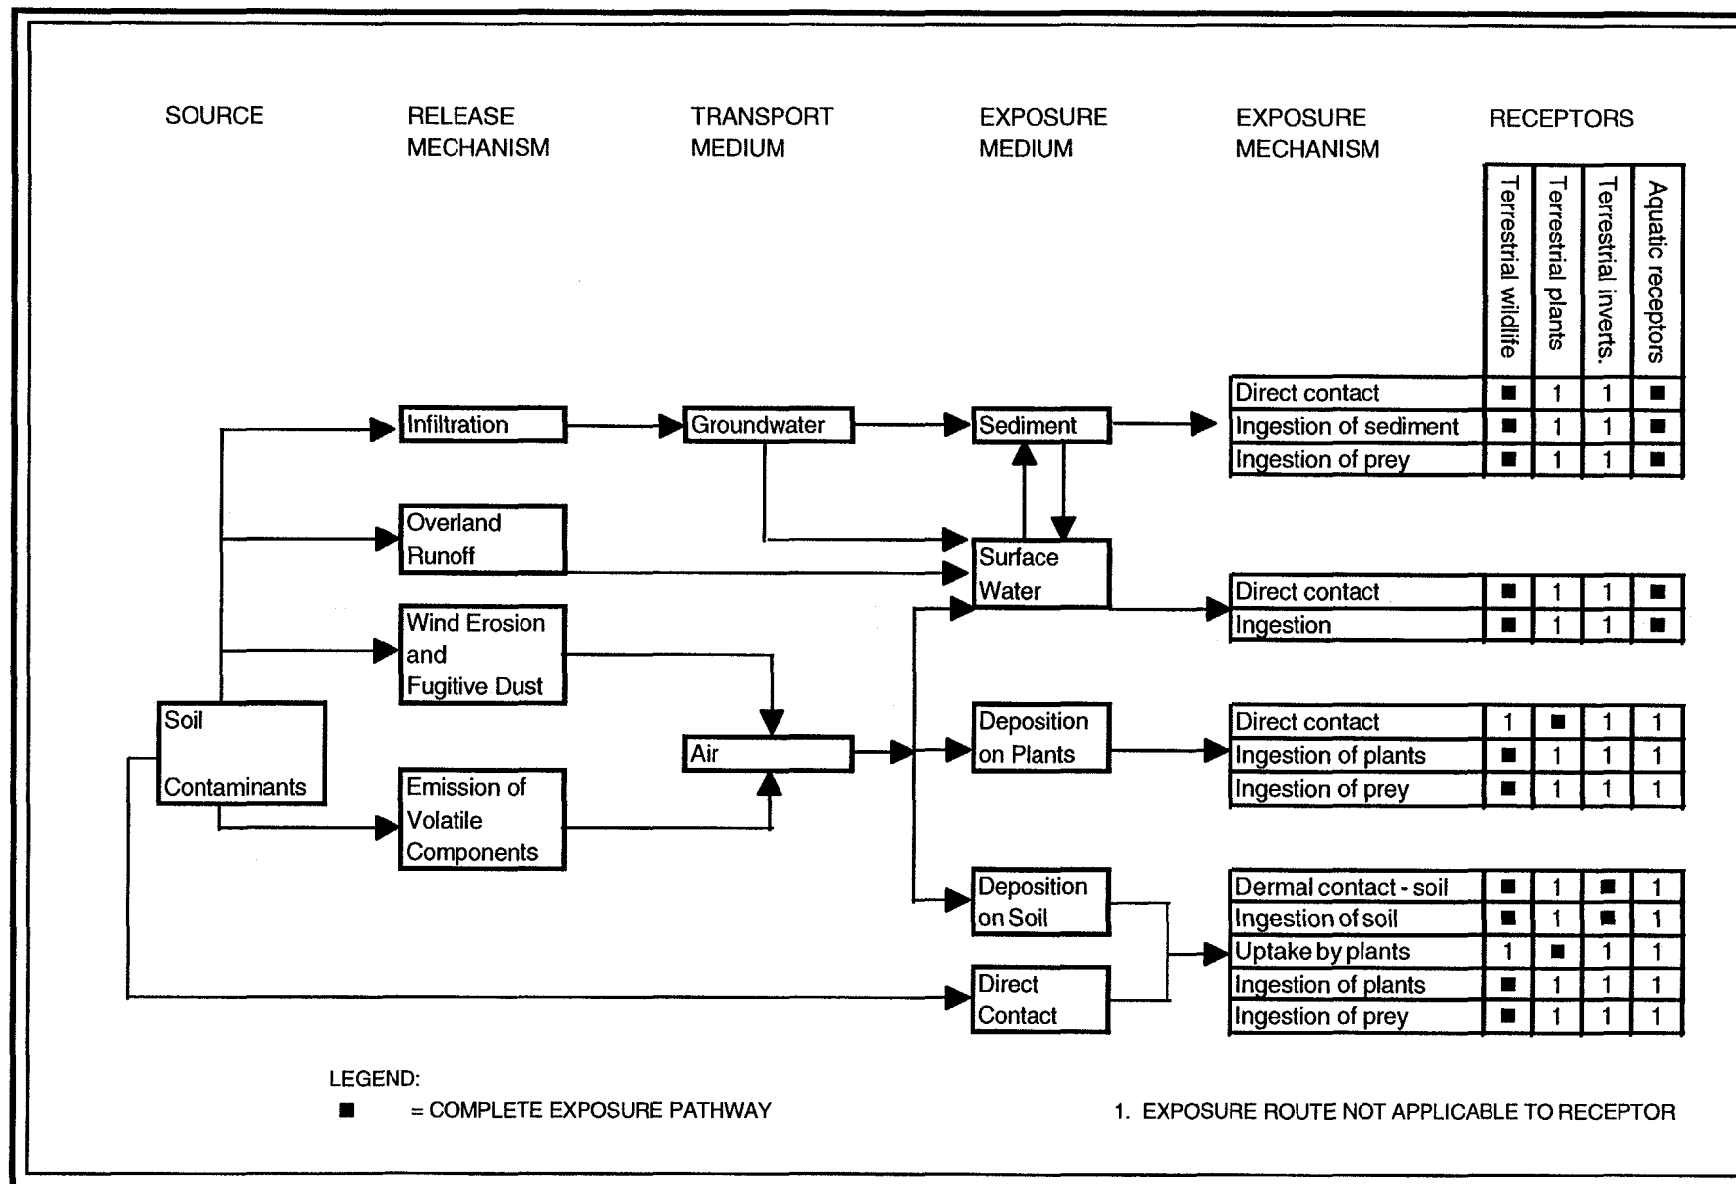 SOURCE
RELEASE
MECHANISM
TRANSPORT
MEDIUM
EXPOSURE
MEDIUM
EXPOSURE
MECHANISM
RECEPTORS
Terrestrial wildlife
Terrestrial plants
Terrestrial inverts.
Aquatic receptors
Infiltration
Groundwater
Sediment
Direct contact ■ 1 1 ■
Ingestion of sediment ■ 1 1 ■
Ingestion of prey ■ 1 1 ■
Overland
Runoff
Surface
Water
Direct contact ■ 1 1 ■
Ingestion ■ 1 1 ■
Wind Erosion
and
Fugitive Dust
Soil
Contaminants
Air
Deposition
on Plants
Direct contact 1 ■ 1 1
Ingestion of plants ■ 1 1 1
Ingestion of prey ■ 1 1 1
Emission of
Volatile
Components
Deposition
on Soil
Direct
Contact
Dermal contact - soil ■ 1 ■ 1
Ingestion of soil ■ 1 ■ 1
Uptake by plants 1 ■ 1 1
Ingestion of plants ■ 1 1 1
Ingestion of prey ■ 1 1 1
LEGEND:
■ = COMPLETE EXPOSURE PATHWAY
1. EXPOSURE ROUTE NOT APPLICABLE TO RECEPTOR